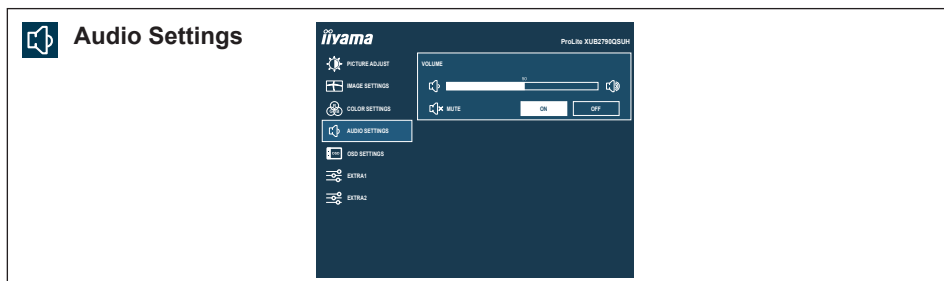 Audio Settings
iiyama
ProLite XUB2790QSUH
PICTURE ADJUST
IMAGE SETTINGS
COLOR SETTINGS
AUDIO SETTINGS
OSD
OSD SETTINGS
EXTRA1
EXTRA2
VOLUME
50
MUTE
ON
OFF